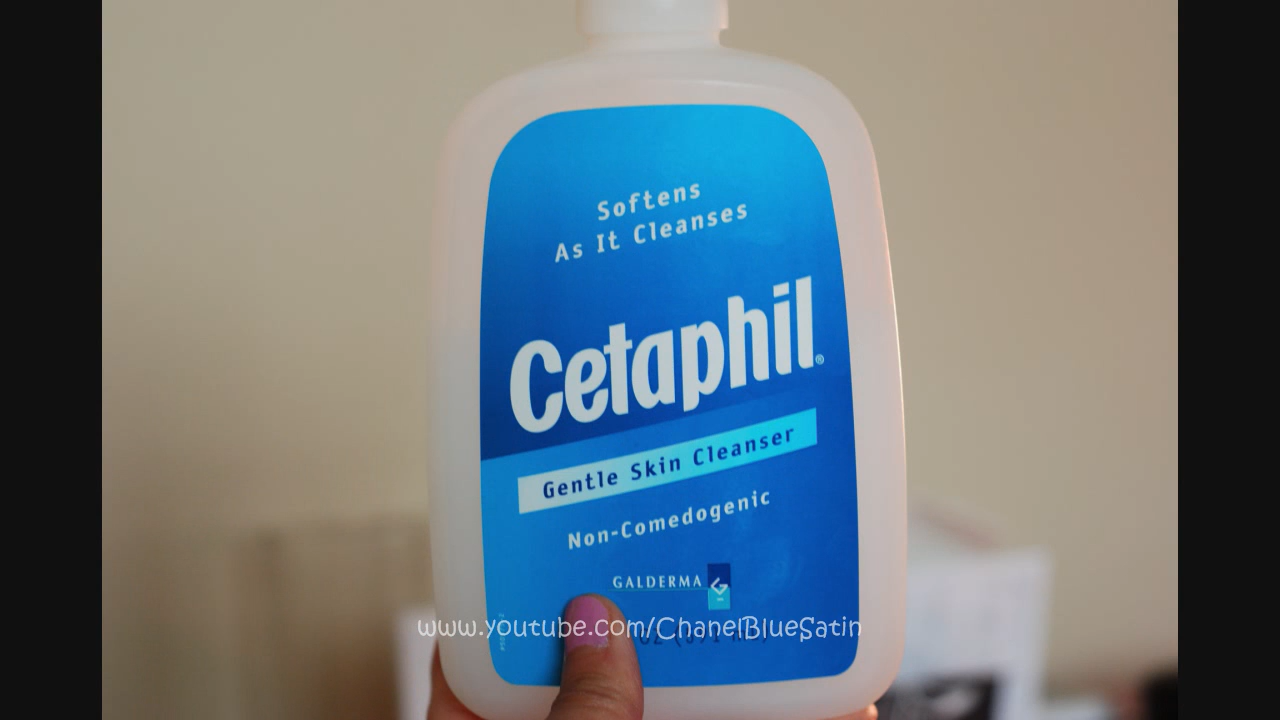 Softens
As It Cleanses
Cetaphil®
Gentle Skin Cleanser
Non-Comedogenic
GALDERMA
www.youtube.com/ChanelBlueSatin